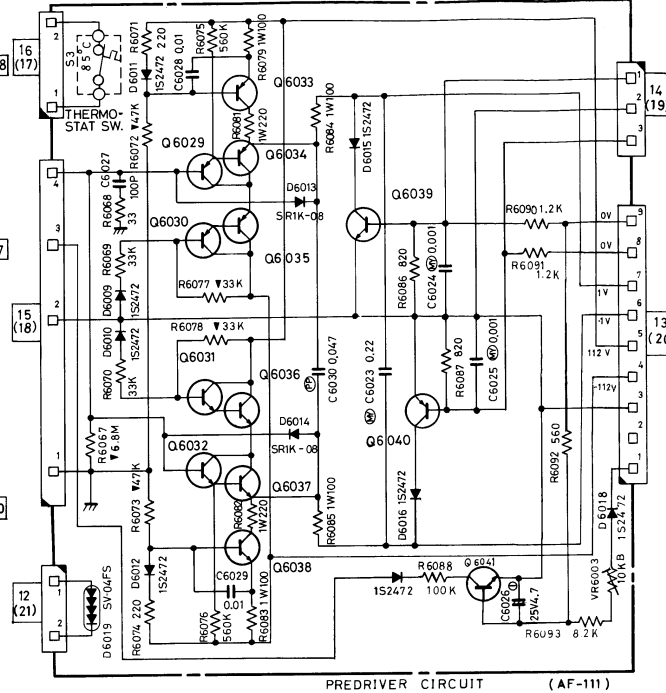 16
(17)
2
1
S3
85°C
THERMO-
STAT SW.
R6071
220
D6011
1S2472
C6028 0,01
R6075
560K
R6079 1W100
Q6033
R6072 ▼47K
R6081
1W220
Q6029
Q6034
R6084 1W100
D6015 1S2472
14
(19)
1
2
3
4
3
2
1
15
(18)
C6027
100P
R6068
33
D6013
SR1K-08
Q6030
Q6035
Q6039
R6069
33K
D6009
1S2472
R6077 ▼33K
R6078 ▼33K
D6010
1S2472
R6070
33K
Q6031
Q6036
PP
C6030 0,047
MY
C6023 0,22
R6086 820
C6024 MY 0,001
R6087 820
C6025 MY 0,001
R6090 1.2K
R6091
1.2K
0V
0V
1V
-1V
112V
-112V
9
8
7
6
5
4
3
2
1
13
R6067
▼6.8M
D6014
SR1K-08
Q6032
Q6037
Q6040
R6073 ▼47K
R6082
1W220
R6085 1W100
D6016 1S2472
R6092 560
D6018
1S2472
VR6003
10KB
12
(21)
1
2
D6019 SV-04FS
D6012
1S2472
R6074 220
C6029
0.01
R6076
560K
R6083 1W100
Q6038
1S2472
R6088
100K
Q6041
C6026
25V4.7
R6093
8.2K
PREDRIVER CIRCUIT (AF-111)